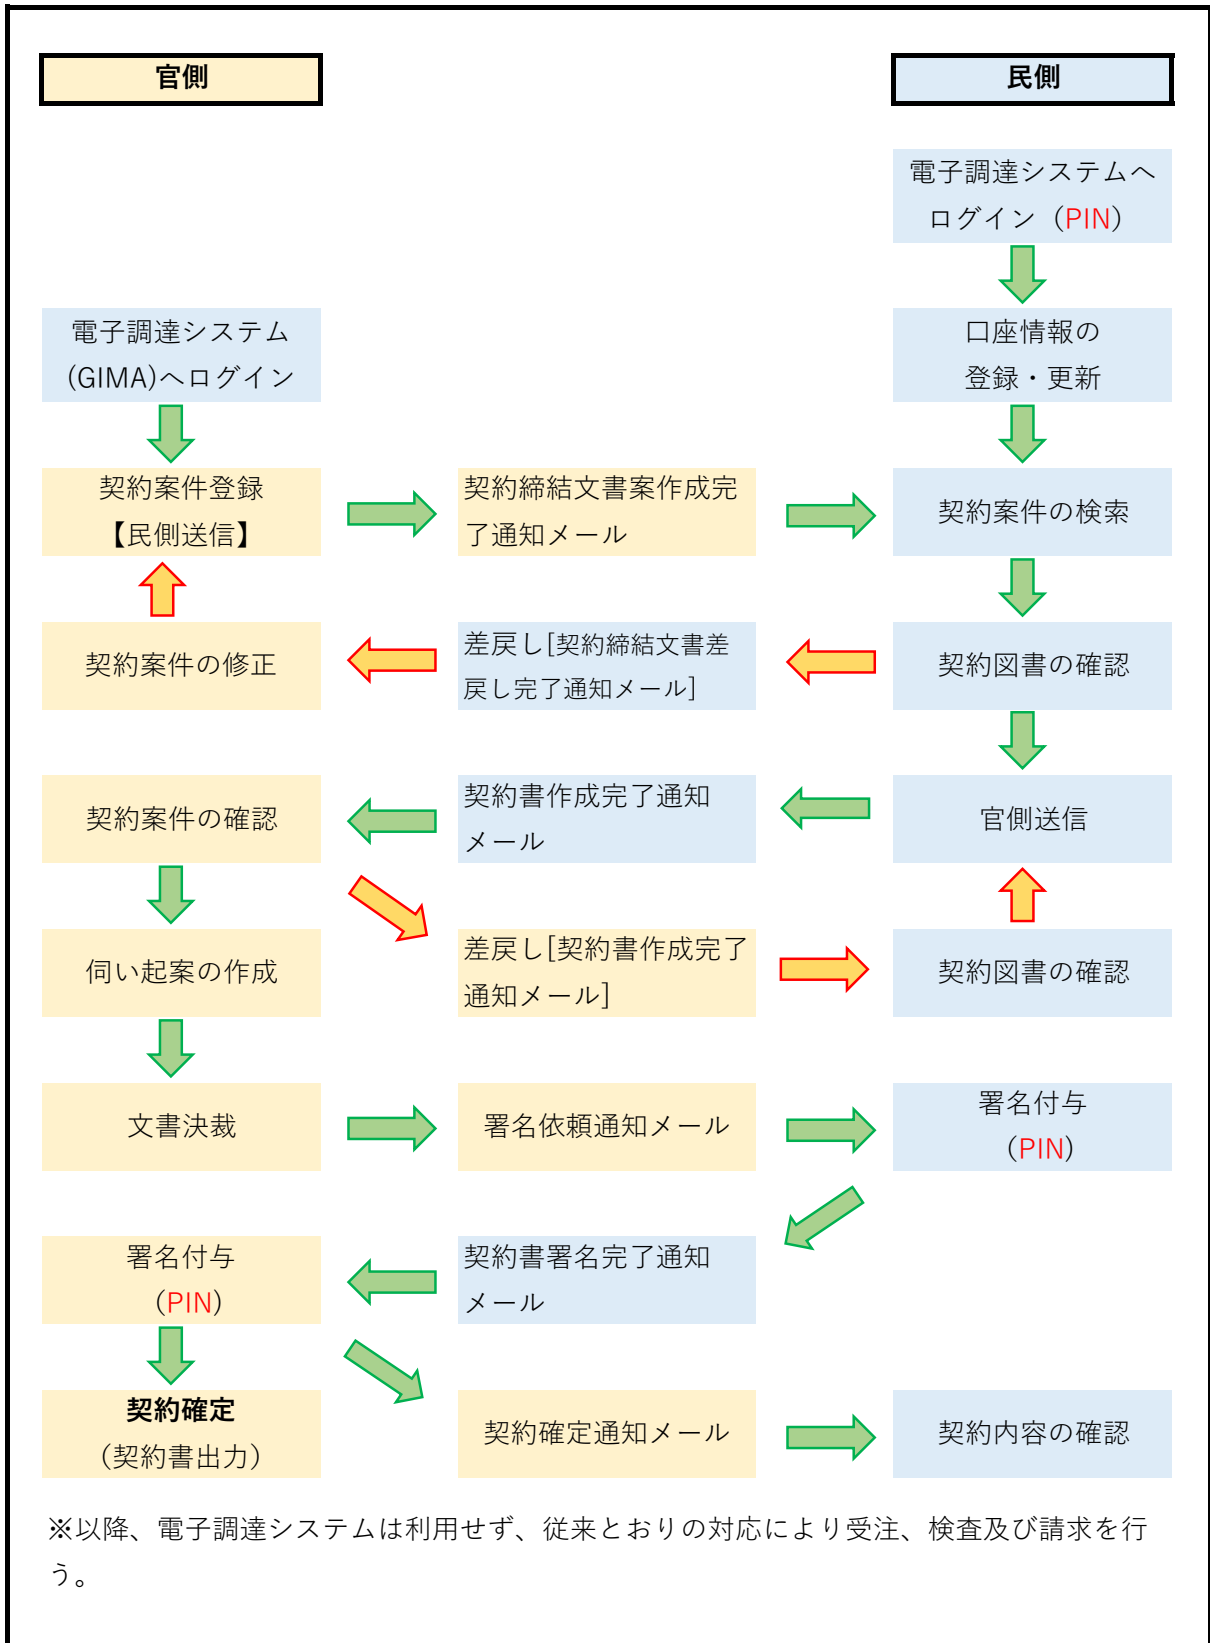 官側
民側
電子調達システムへ
ログイン（PIN）
電子調達システム
(GIMA)へログイン
口座情報の
登録・更新
契約案件登録
【民側送信】
契約締結文書案作成完
了通知メール
契約案件の検索
契約案件の修正
差戻し[契約締結文書差
戻し完了通知メール]
契約図書の確認
契約案件の確認
契約書作成完了通知
メール
官側送信
伺い起案の作成
差戻し[契約書作成完了
通知メール]
契約図書の確認
文書決裁
署名依頼通知メール
署名付与
（PIN）
署名付与
（PIN）
契約書署名完了通知
メール
契約確定
（契約書出力）
契約確定通知メール
契約内容の確認
※以降、電子調達システムは利用せず、従来とおりの対応により受注、検査及び請求を行
う。